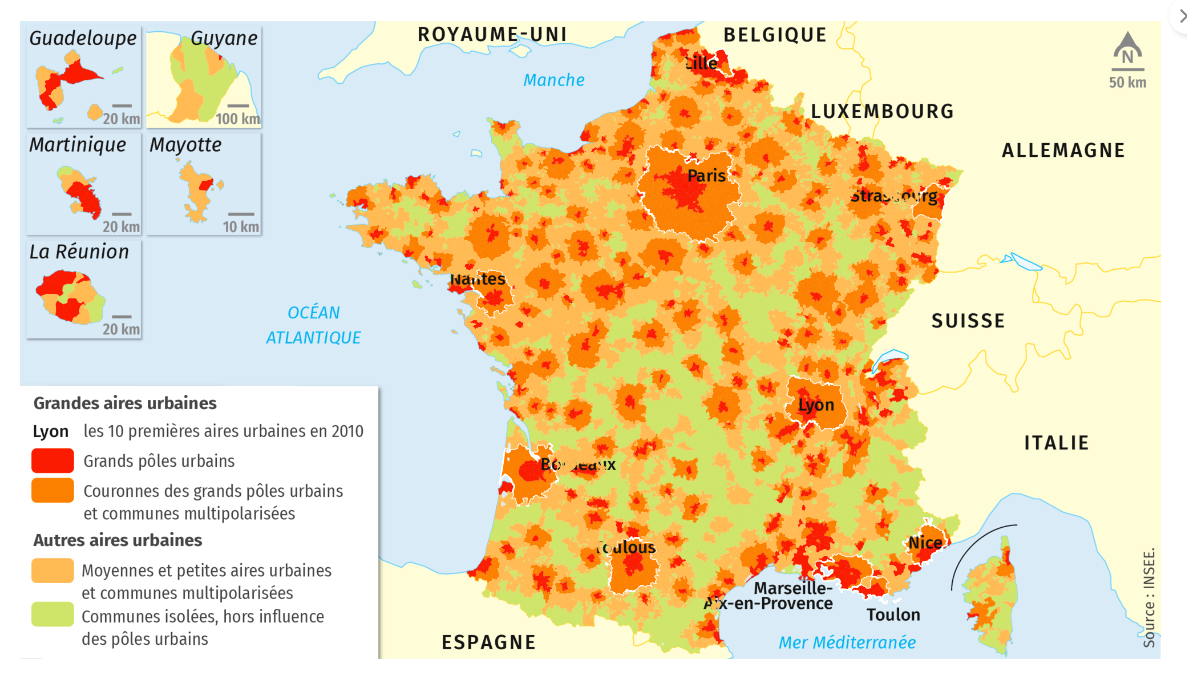 Guadeloupe
20 km
Guyane
100 km
Martinique
20 km
Mayotte
10 km
La Réunion
20 km
ROYAUME-UNI
BELGIQUE
Manche
LUXEMBOURG
ALLEMAGNE
SUISSE
ITALIE
ESPAGNE
OCÉAN
ATLANTIQUE
Mer Méditerranée
N
50 km
Lille
Paris
Strasbourg
Nantes
Lyon
Bordeaux
Toulouse
Nice
Marseille-
Aix-en-Provence
Toulon
Grandes aires urbaines
Lyon les 10 premières aires urbaines en 2010
Grands pôles urbains
Couronnes des grands pôles urbains
et communes multipolarisées
Autres aires urbaines
Moyennes et petites aires urbaines
et communes multipolarisées
Communes isolées, hors influence
des pôles urbains
Source : INSEE.